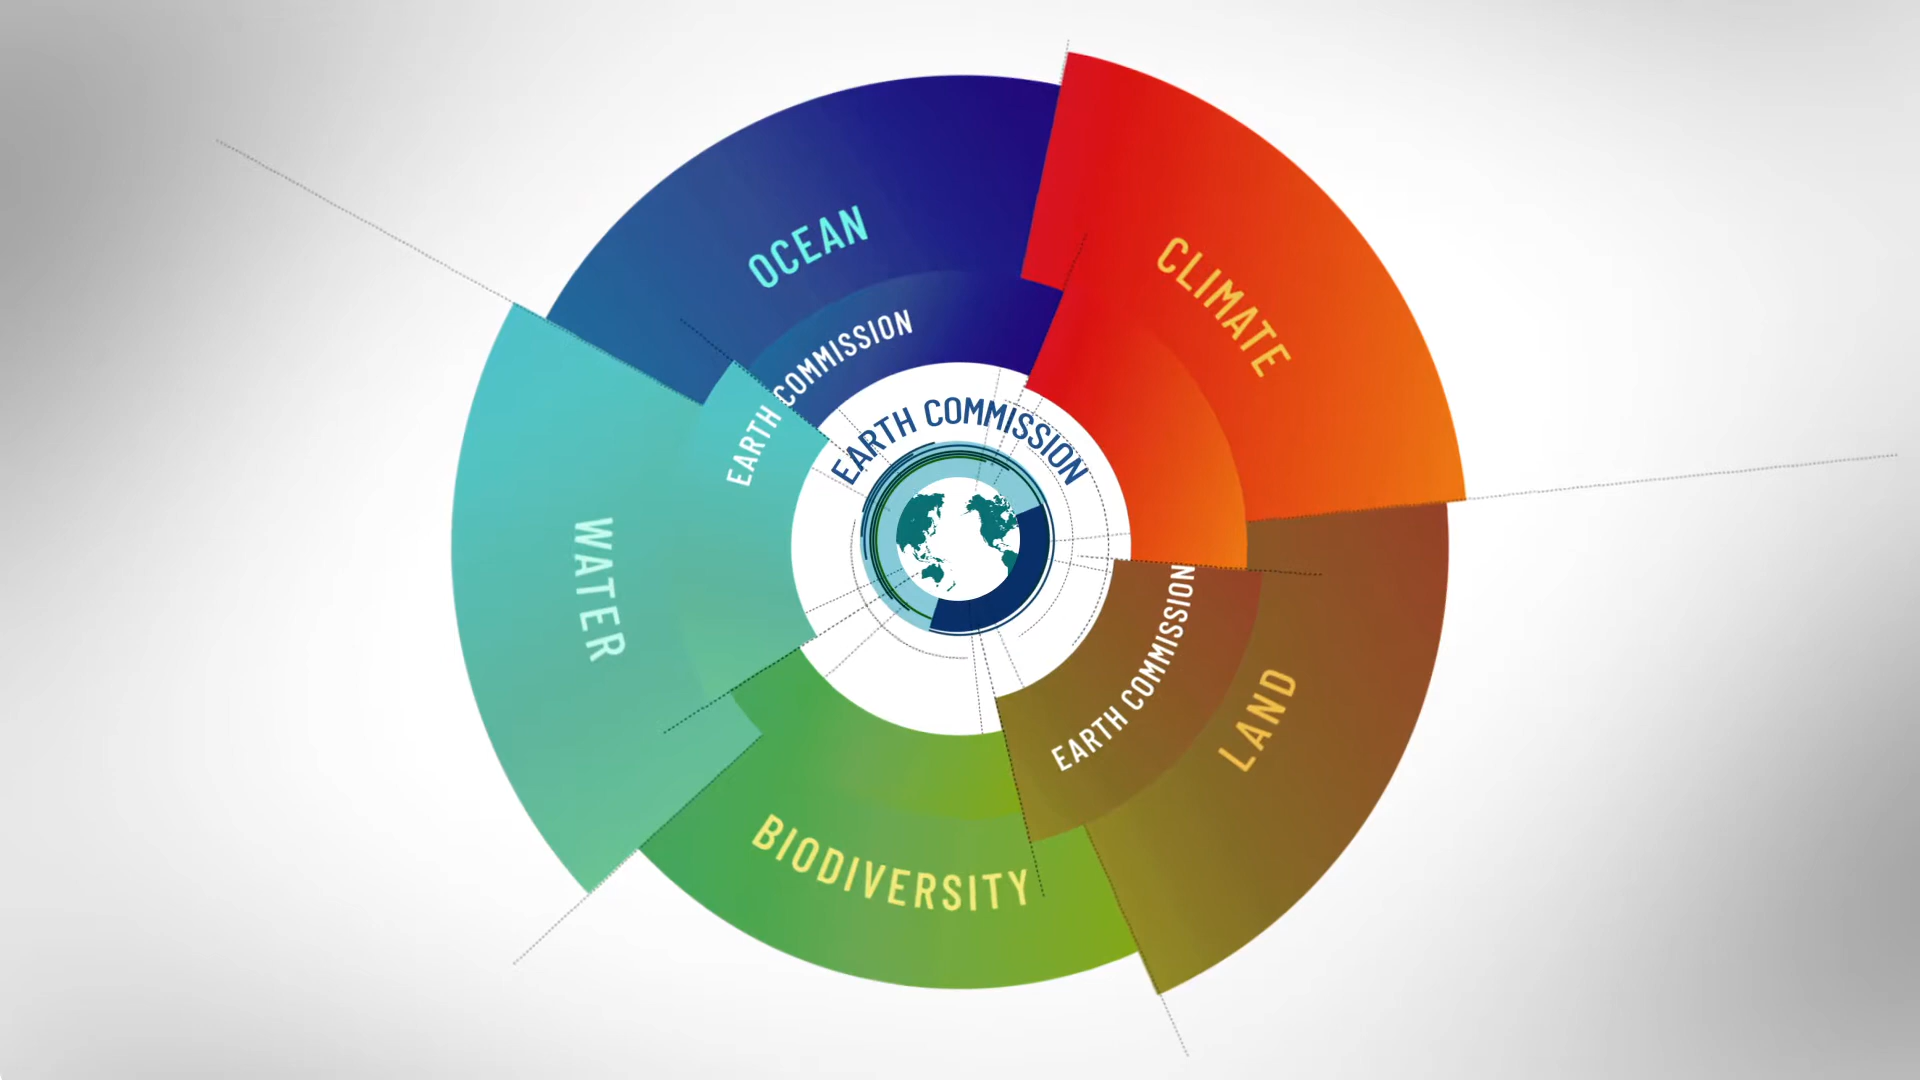 OCEAN
CLIMATE
EARTH COMMISSION
EARTH COMMISSION
WATER
EARTH COMMISSION
LAND
BIODIVERSITY